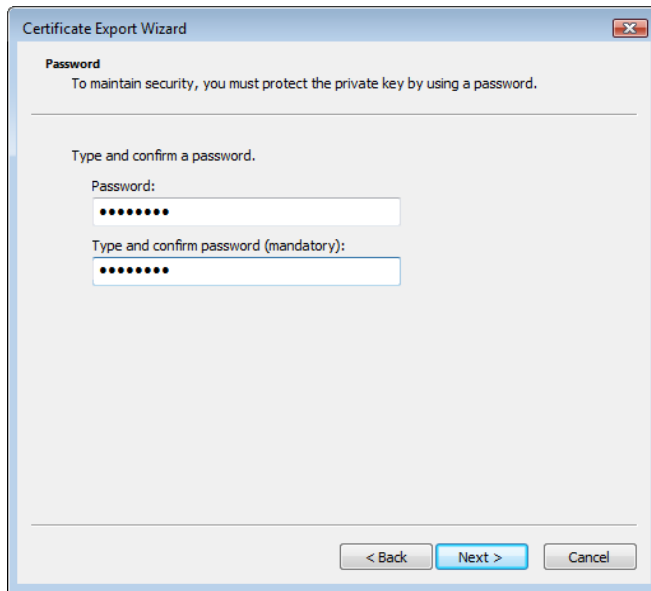 Certificate Export Wizard
Password
To maintain security, you must protect the private key by using a password.
Type and confirm a password.
Password:
••••••••
Type and confirm password (mandatory):
••••••••
< Back Next > Cancel